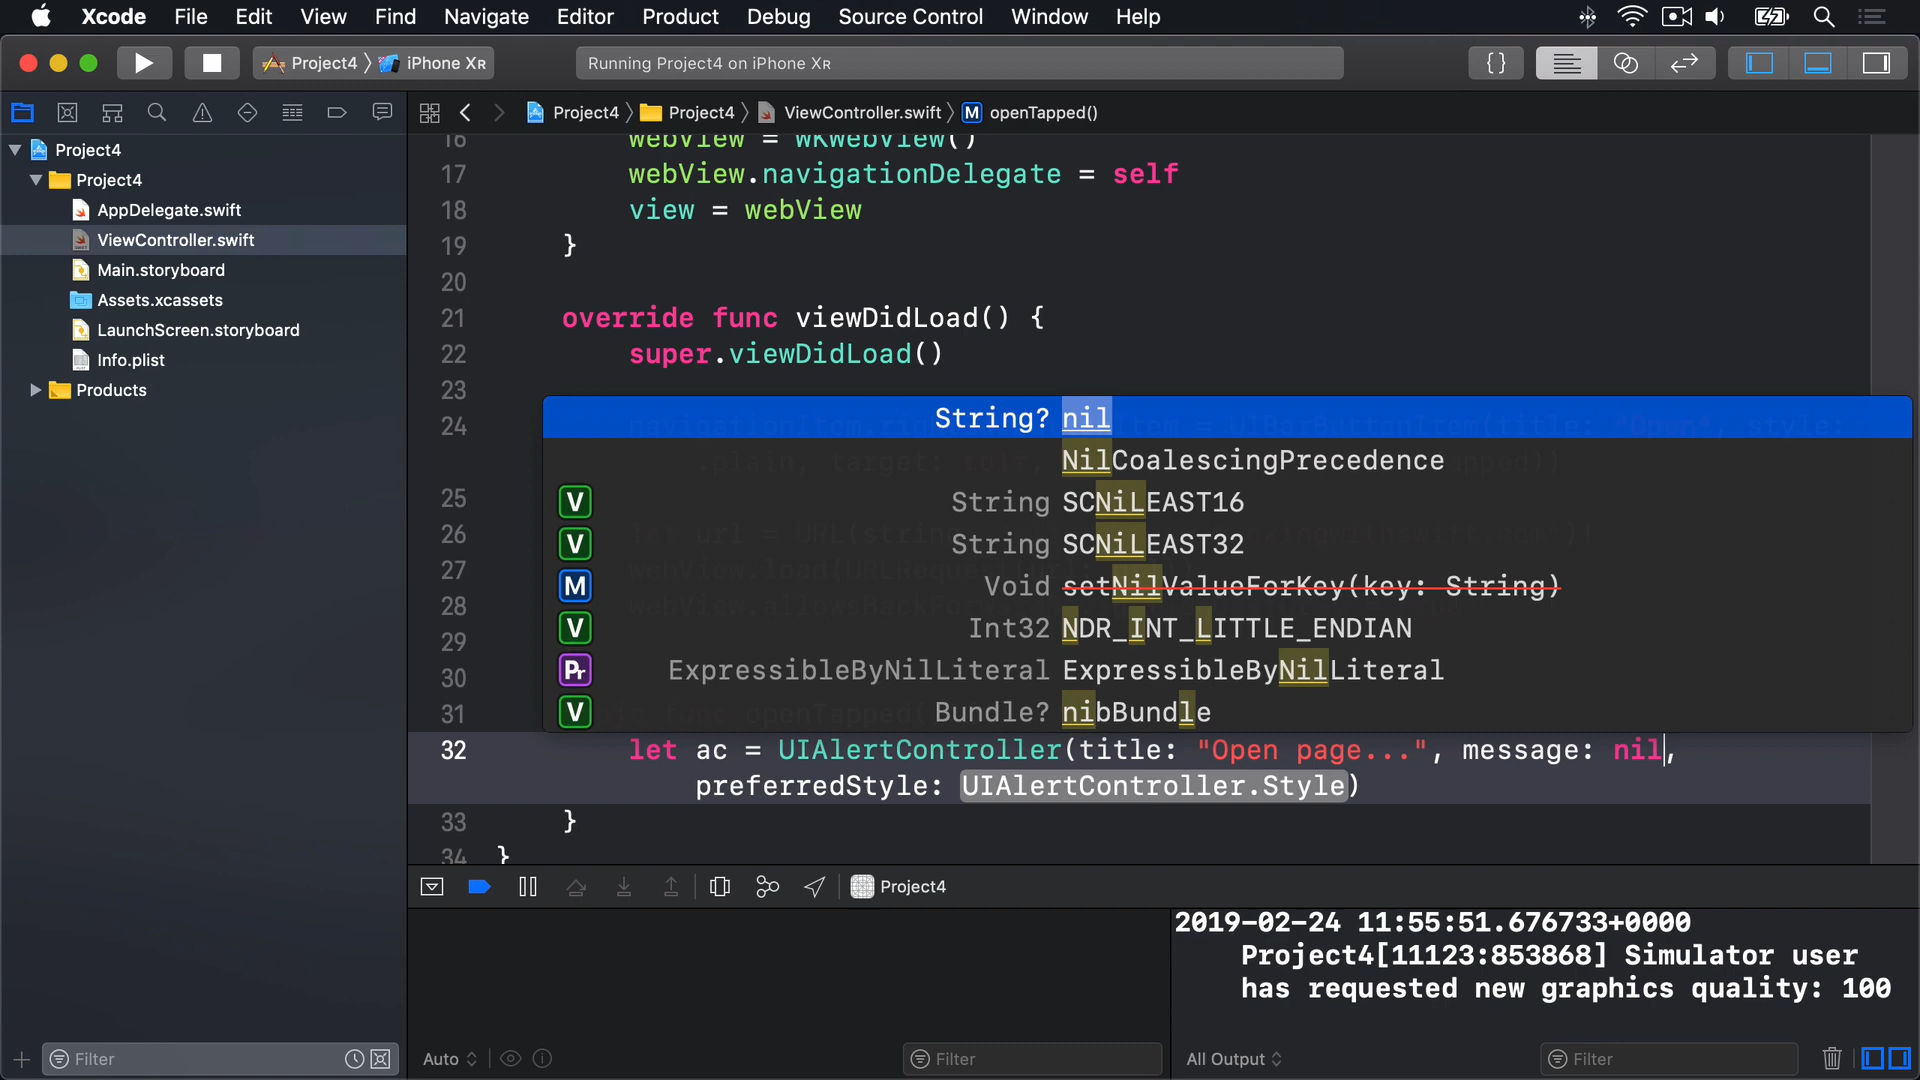 Xcode File Edit View Find Navigate Editor Product Debug Source Control Window Help
Project4 iPhone XR
Running Project4 on iPhone XR
{}
Project4 Project4 ViewController.swift M openTapped()
Project4
Project4
AppDelegate.swift
ViewController.swift
Main.storyboard
Assets.xcassets
LaunchScreen.storyboard
Info.plist
Products
16 webView = WKWebView()
17 webView.navigationDelegate = self
18 view = webView
19 }
20
21 override func viewDidLoad() {
22 super.viewDidLoad()
23
24
25
26
27
28
29
30
31
String? nil
NilCoalescingPrecedence
V String SCNiLEAST16
V String SCNiLEAST32
M Void setNilValueForKey(key: String)
V Int32 NDR_INT_LITTLE_ENDIAN
Pr ExpressibleByNilLiteral ExpressibleByNilLiteral
V Bundle? nibBundle
32 let ac = UIAlertController(title: "Open page...", message: nil,
preferredStyle: UIAlertController.Style)
33 }
34 }
Project4
2019-02-24 11:55:51.676733+0000
Project4[11123:853868] Simulator user
has requested new graphics quality: 100
Filter
Auto
Filter
All Output
Filter